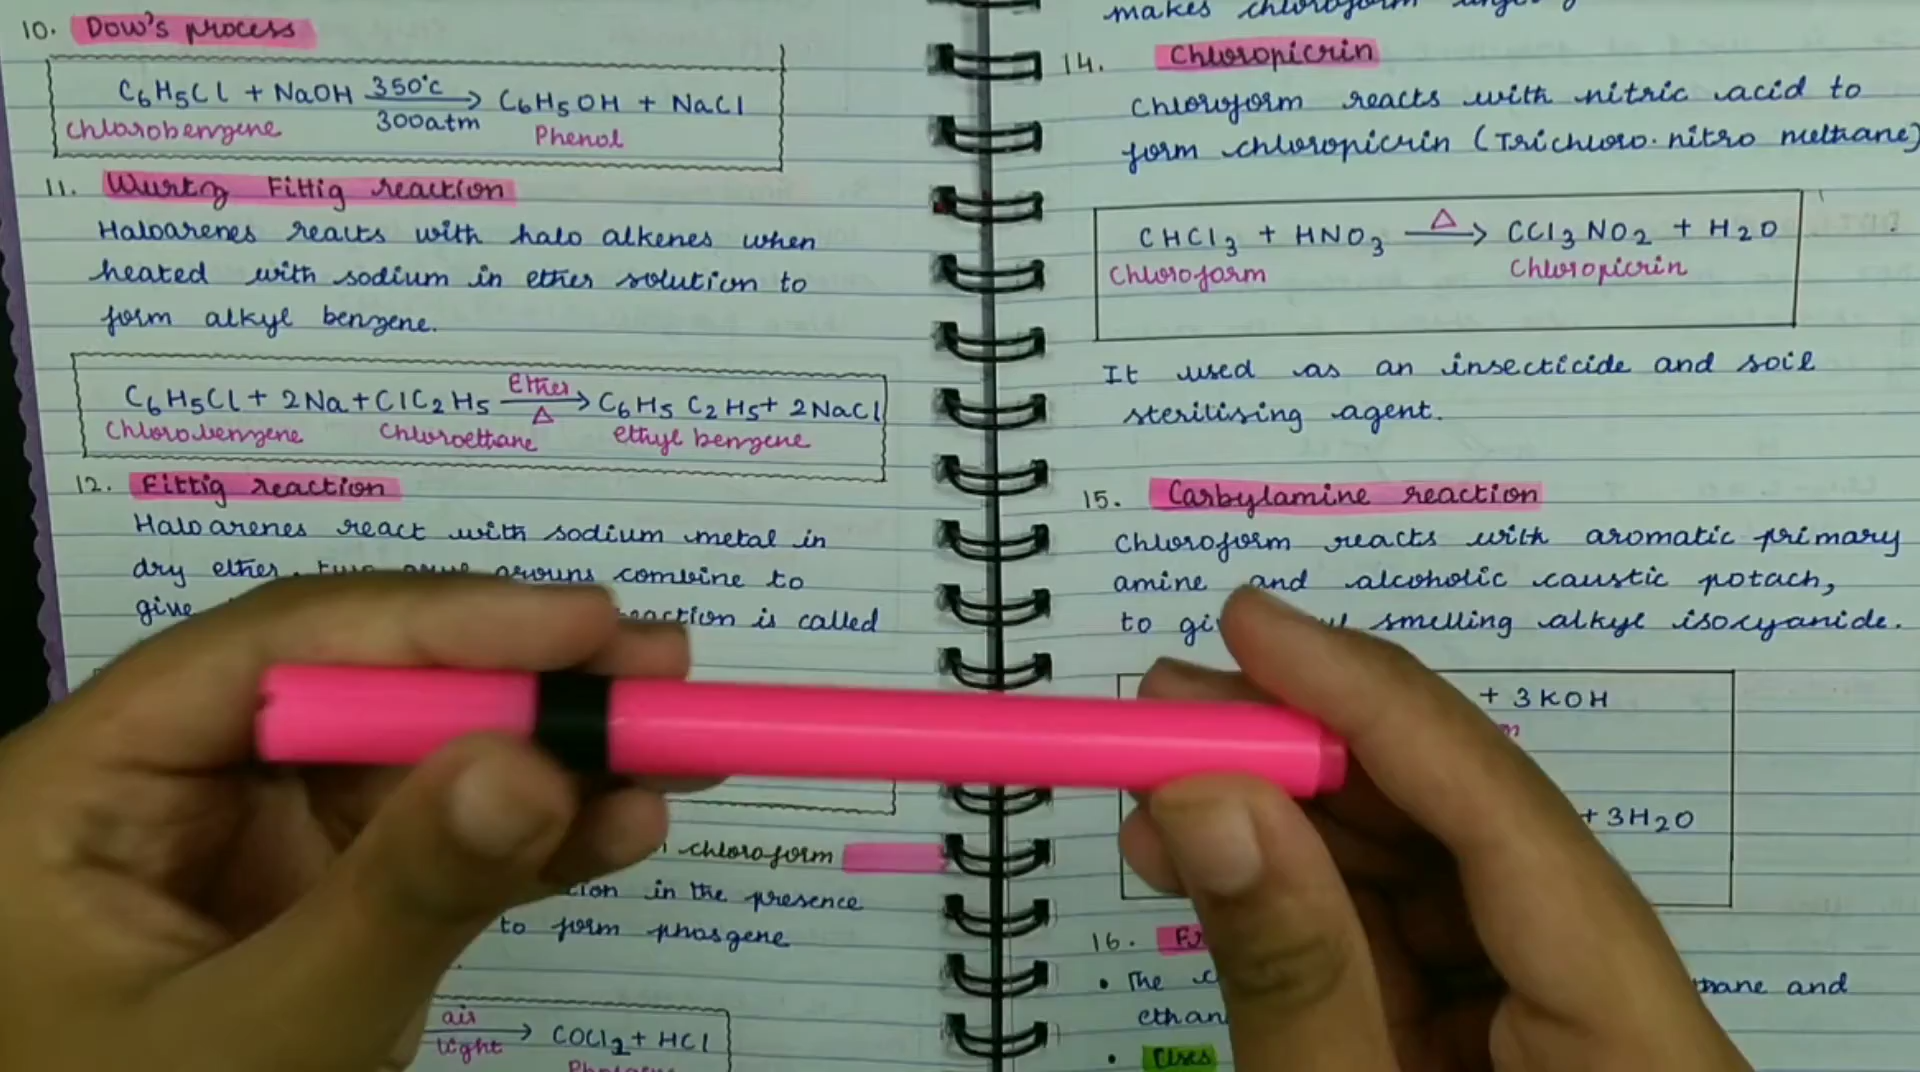 10. Dow's process
C6H5Cl + NaOH 350°C 300atm → C6H5OH + NaCl
Chlorobenzene Phenol
11. Wurtz Fittig reaction
Haloarenes reacts with halo alkenes when
heated with sodium in ether solution to
form alkyl benzene.
C6H5Cl + 2Na + ClC2H5 Ether Δ → C6H5 C2H5 + 2NaCl
Chlorobenzene Chloroethane ethyl benzene
12. Fittig reaction
Haloarenes react with sodium metal in
dry ether, two groups combine to
give reaction is called
chloroform
in the presence
to form phosgene
air light → COCl2 + HCl
makes chloroform
14. Chloropicrin
Chloroform reacts with nitric acid to
form chloropicrin (Trichloro.nitro methane)
CHCl3 + HNO3 Δ → CCl3NO2 + H2O
Chloroform Chloropicrin
It used as an insecticide and soil
sterilising agent.
15. Carbylamine reaction
Chloroform reacts with aromatic primary
amine and alcoholic caustic potach,
to smelling alkyl isocyanide.
+ 3KOH
+ 3H2O
16.
• The and
• Uses